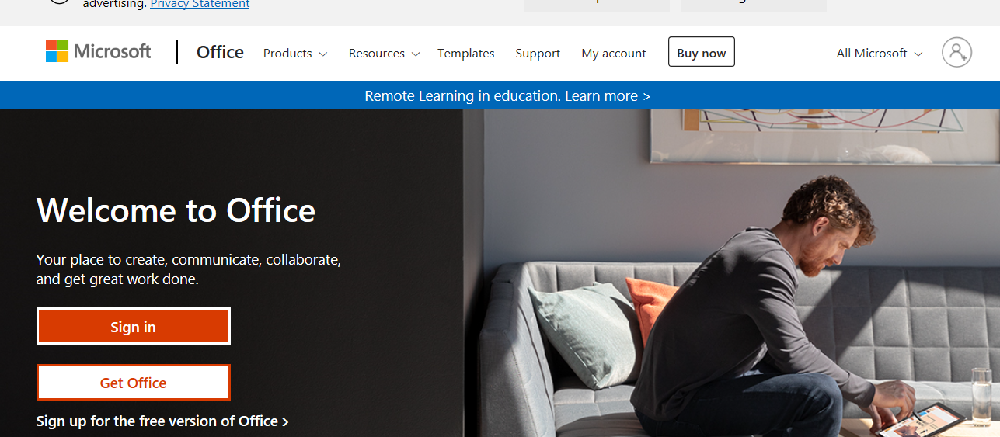 advertising. Privacy Statement
Microsoft Office Products Resources Templates Support My account Buy now All Microsoft
Remote Learning in education. Learn more >
Welcome to Office
Your place to create, communicate, collaborate,
and get great work done.
Sign in
Get Office
Sign up for the free version of Office >